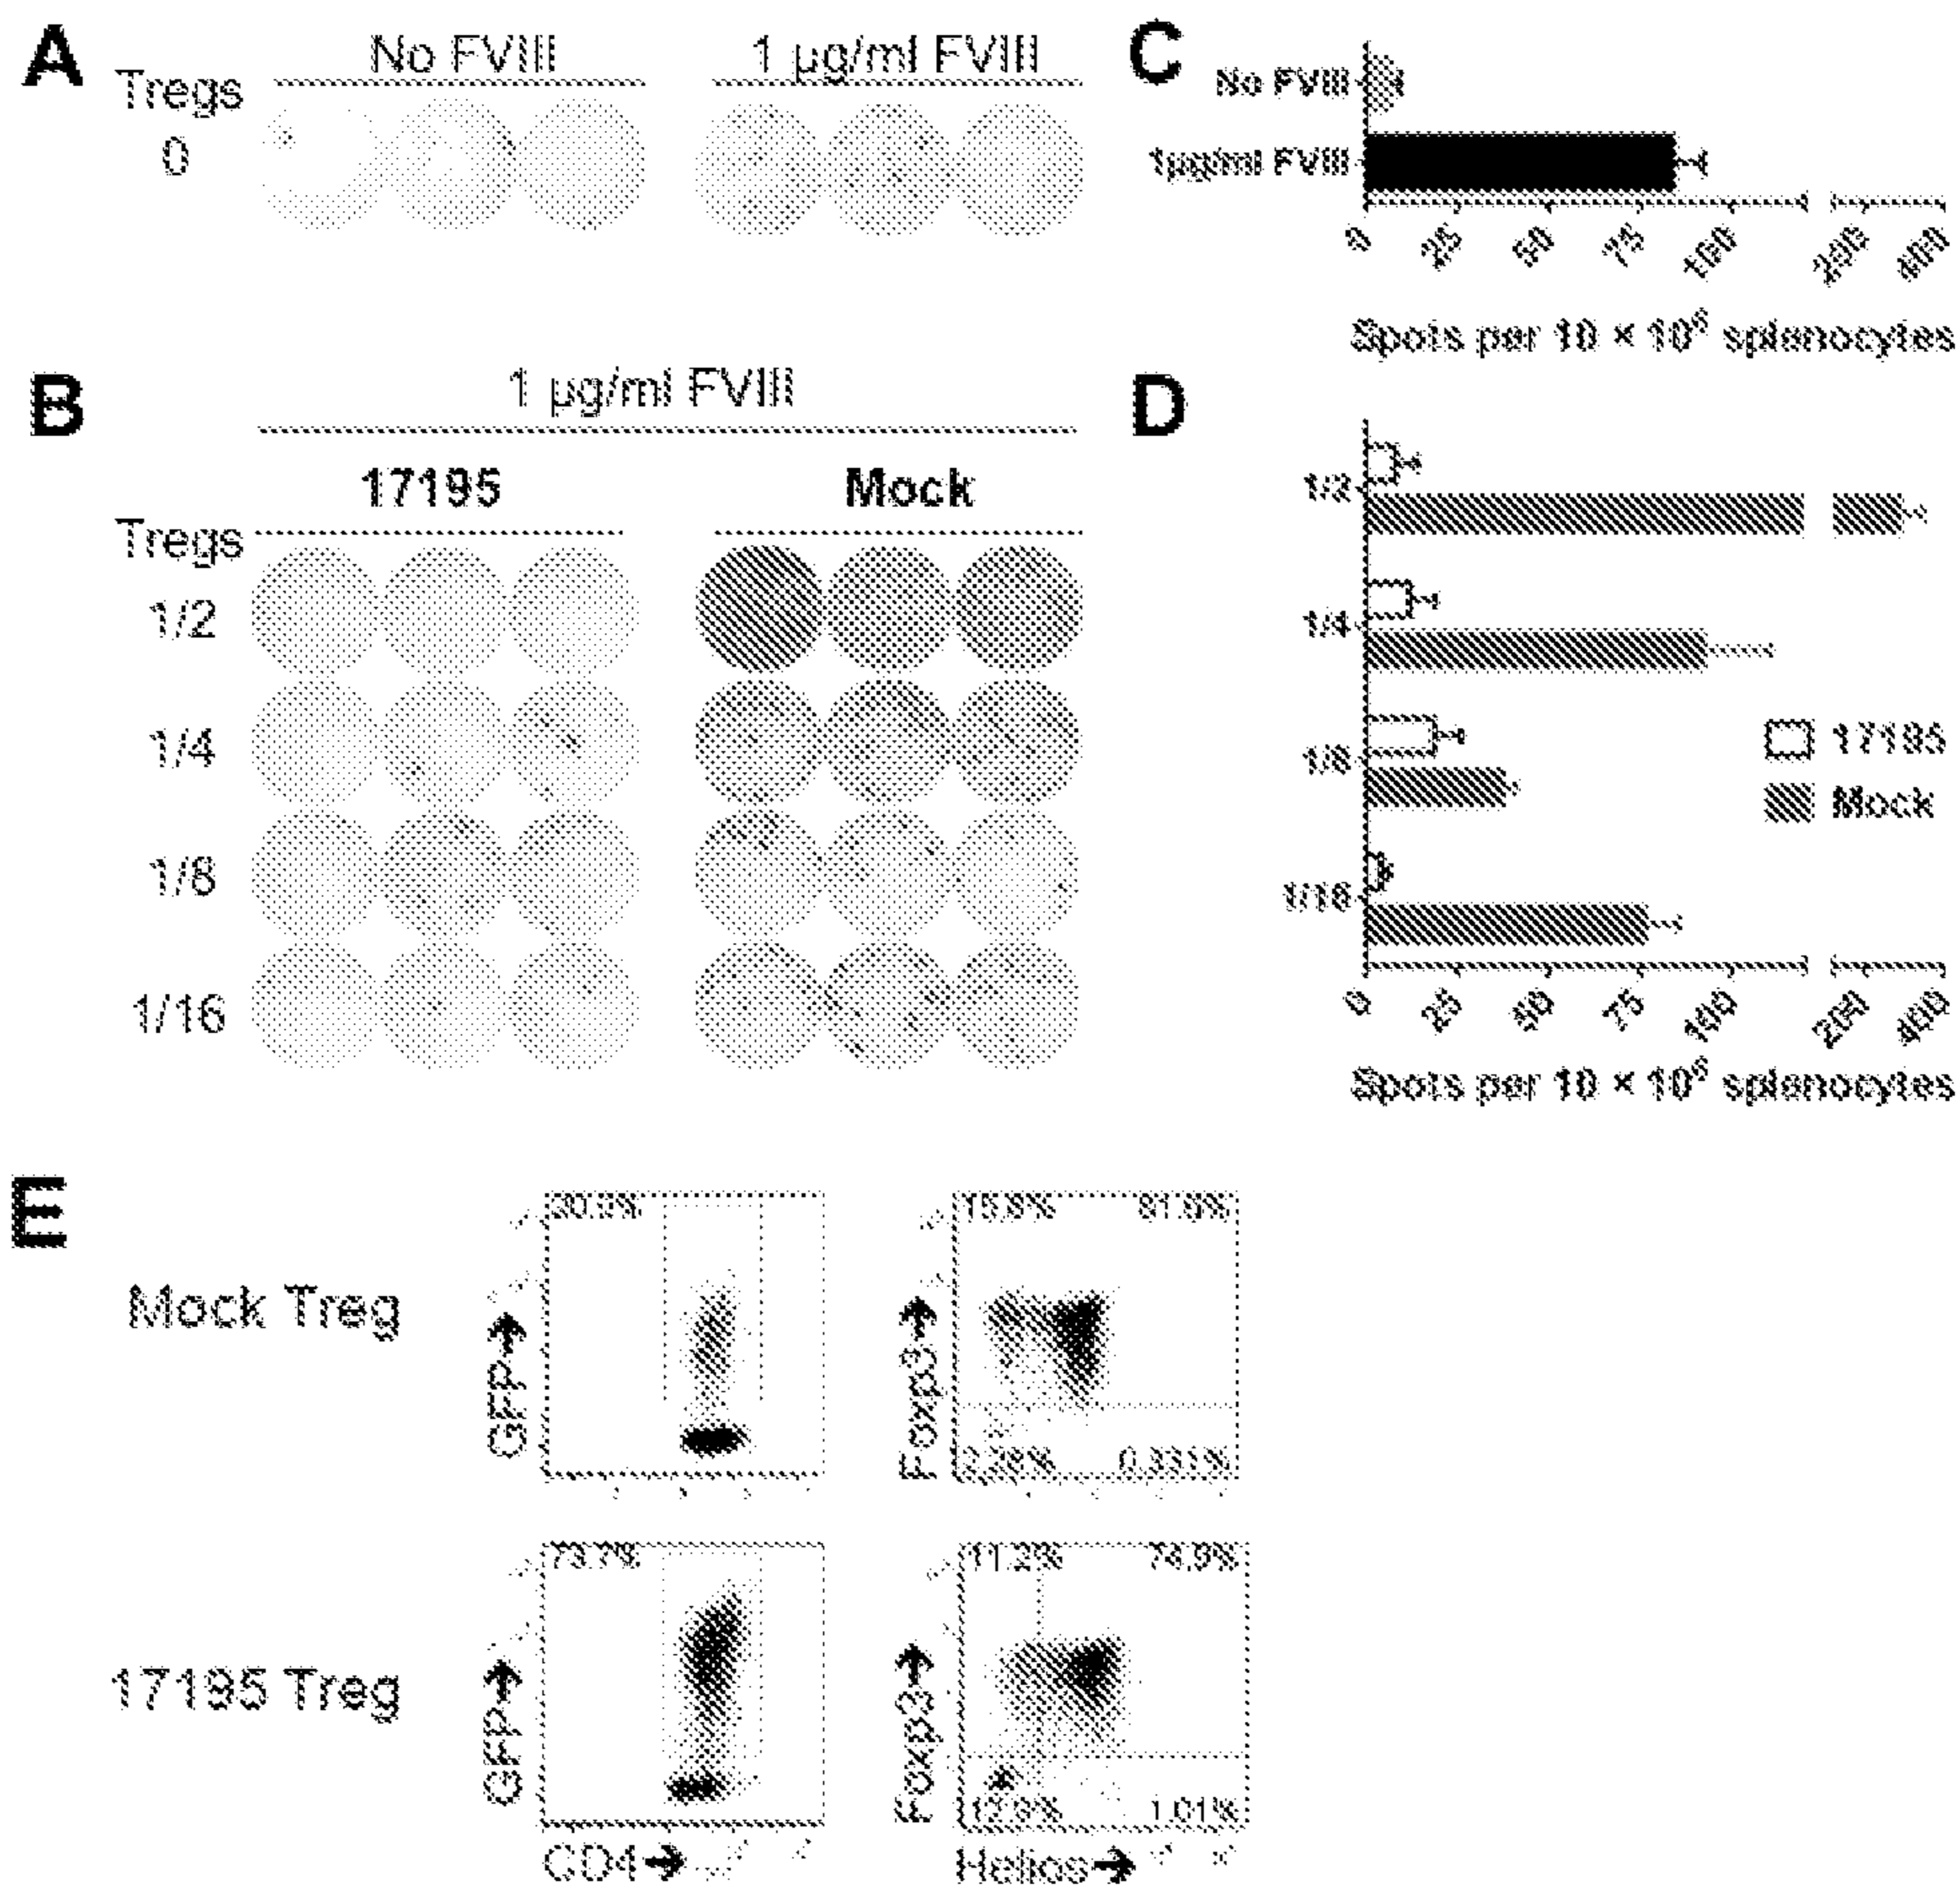 A
No FVIII
1 µg/ml FVIII
Tregs
0
C
No FVIII
1µg/ml FVIII
0 25 50 75 100 200 400
Spots per 10 × 10⁶ splenocytes
B
1 µg/ml FVIII
17195
Mock
Tregs
1/2
1/4
1/8
1/16
D
1/2
1/4
1/8
1/16
17195
Mock
0 25 50 75 100 200 400
Spots per 10 × 10⁶ splenocytes
E
Mock Treg
GFP→
Foxp3→
15.8% 81.6%
2.28% 0.331%
17195 Treg
73.7%
GFP→
CD4→
11.2% 74.9%
Foxp3→
12.9% 1.01%
Helios→